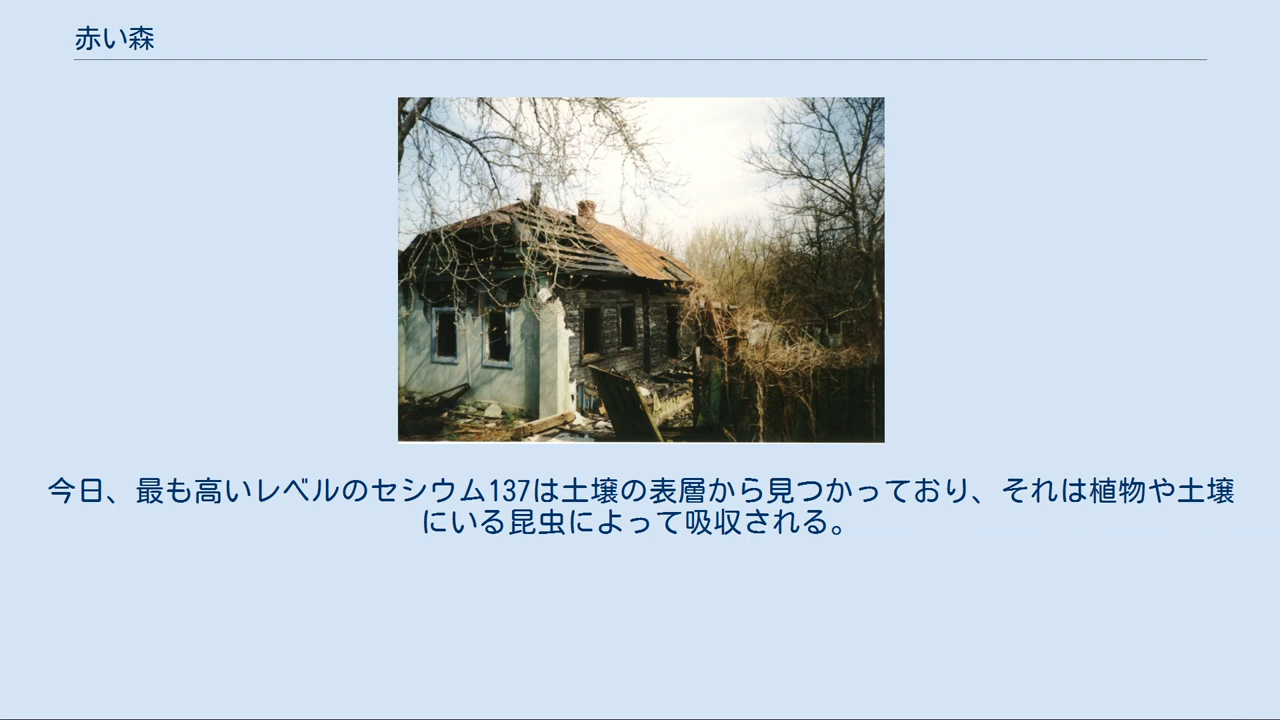 赤い森
今日、最も高いレベルのセシウム137は土壌の表層から見つかっており、それは植物や土壌
にいる昆虫によって吸収される。